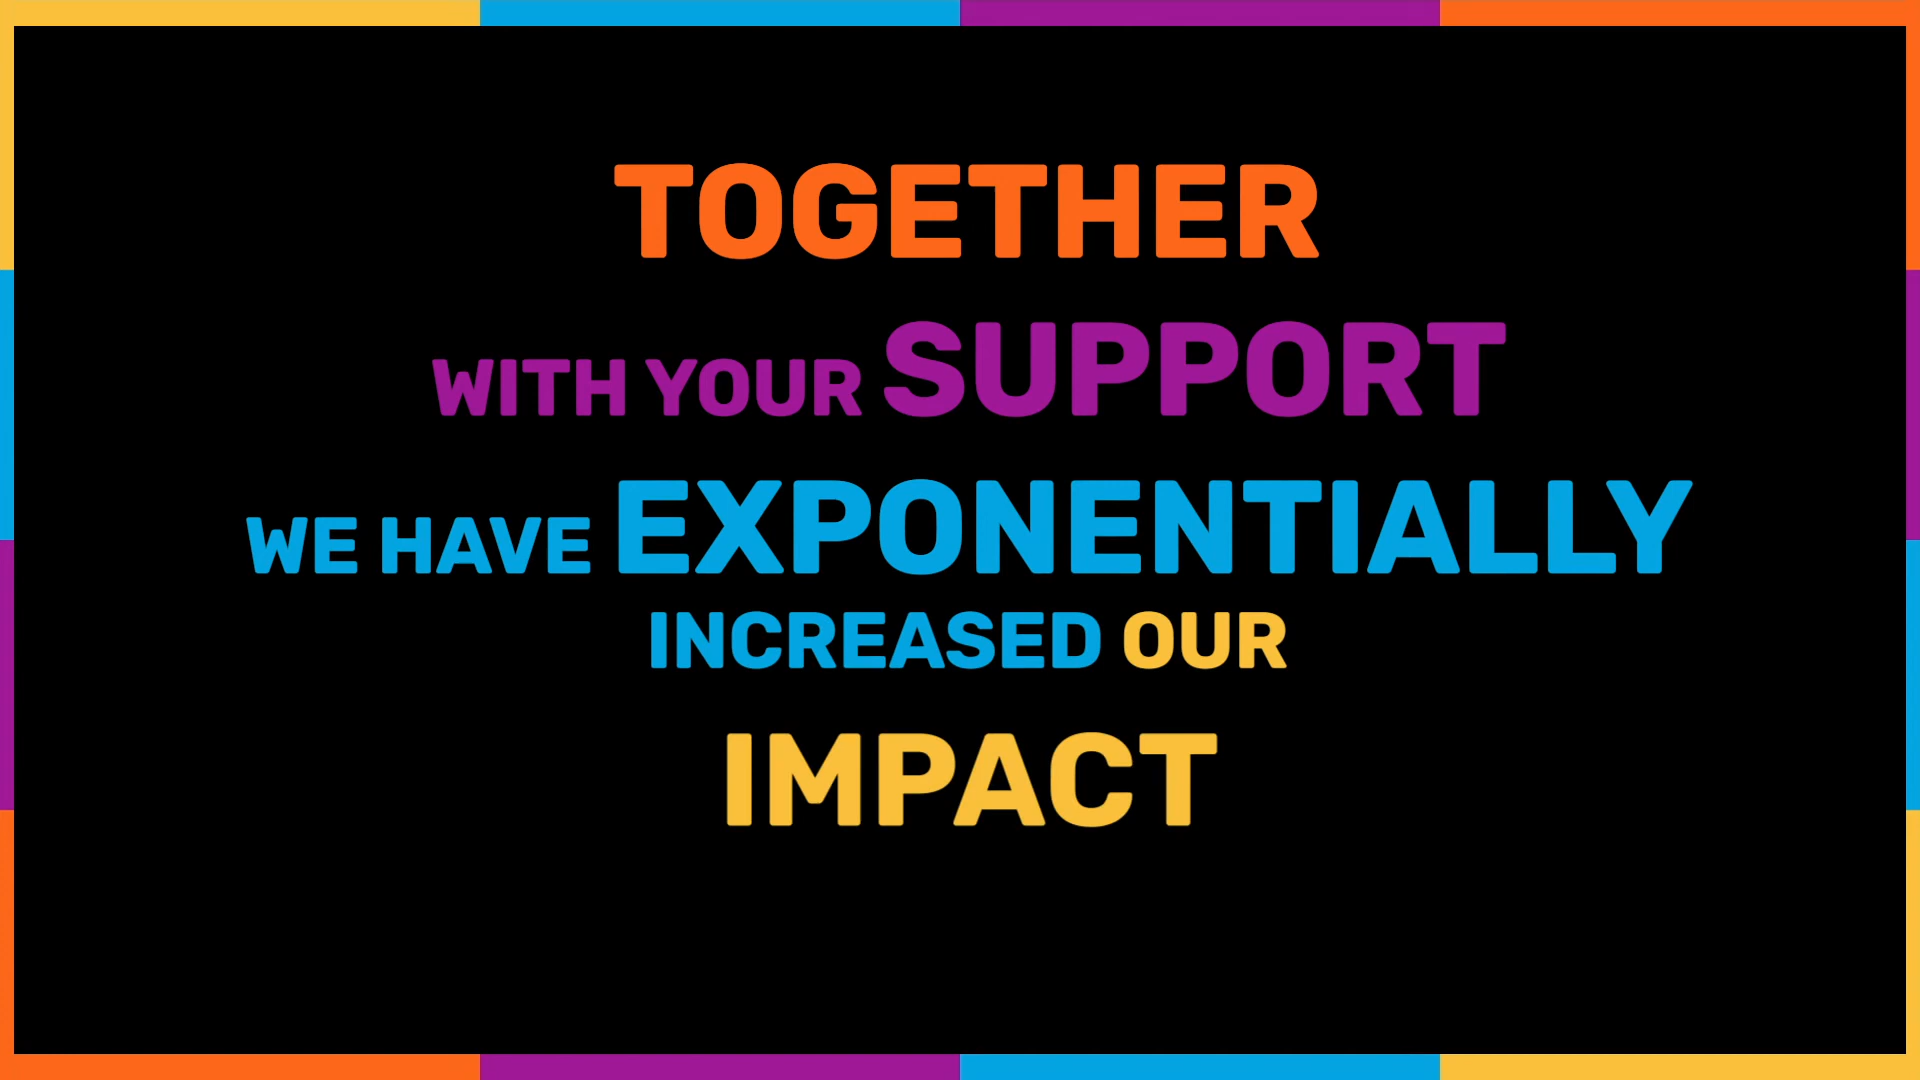 TOGETHER
WITH YOUR SUPPORT
WE HAVE EXPONENTIALLY
INCREASED OUR
IMPACT